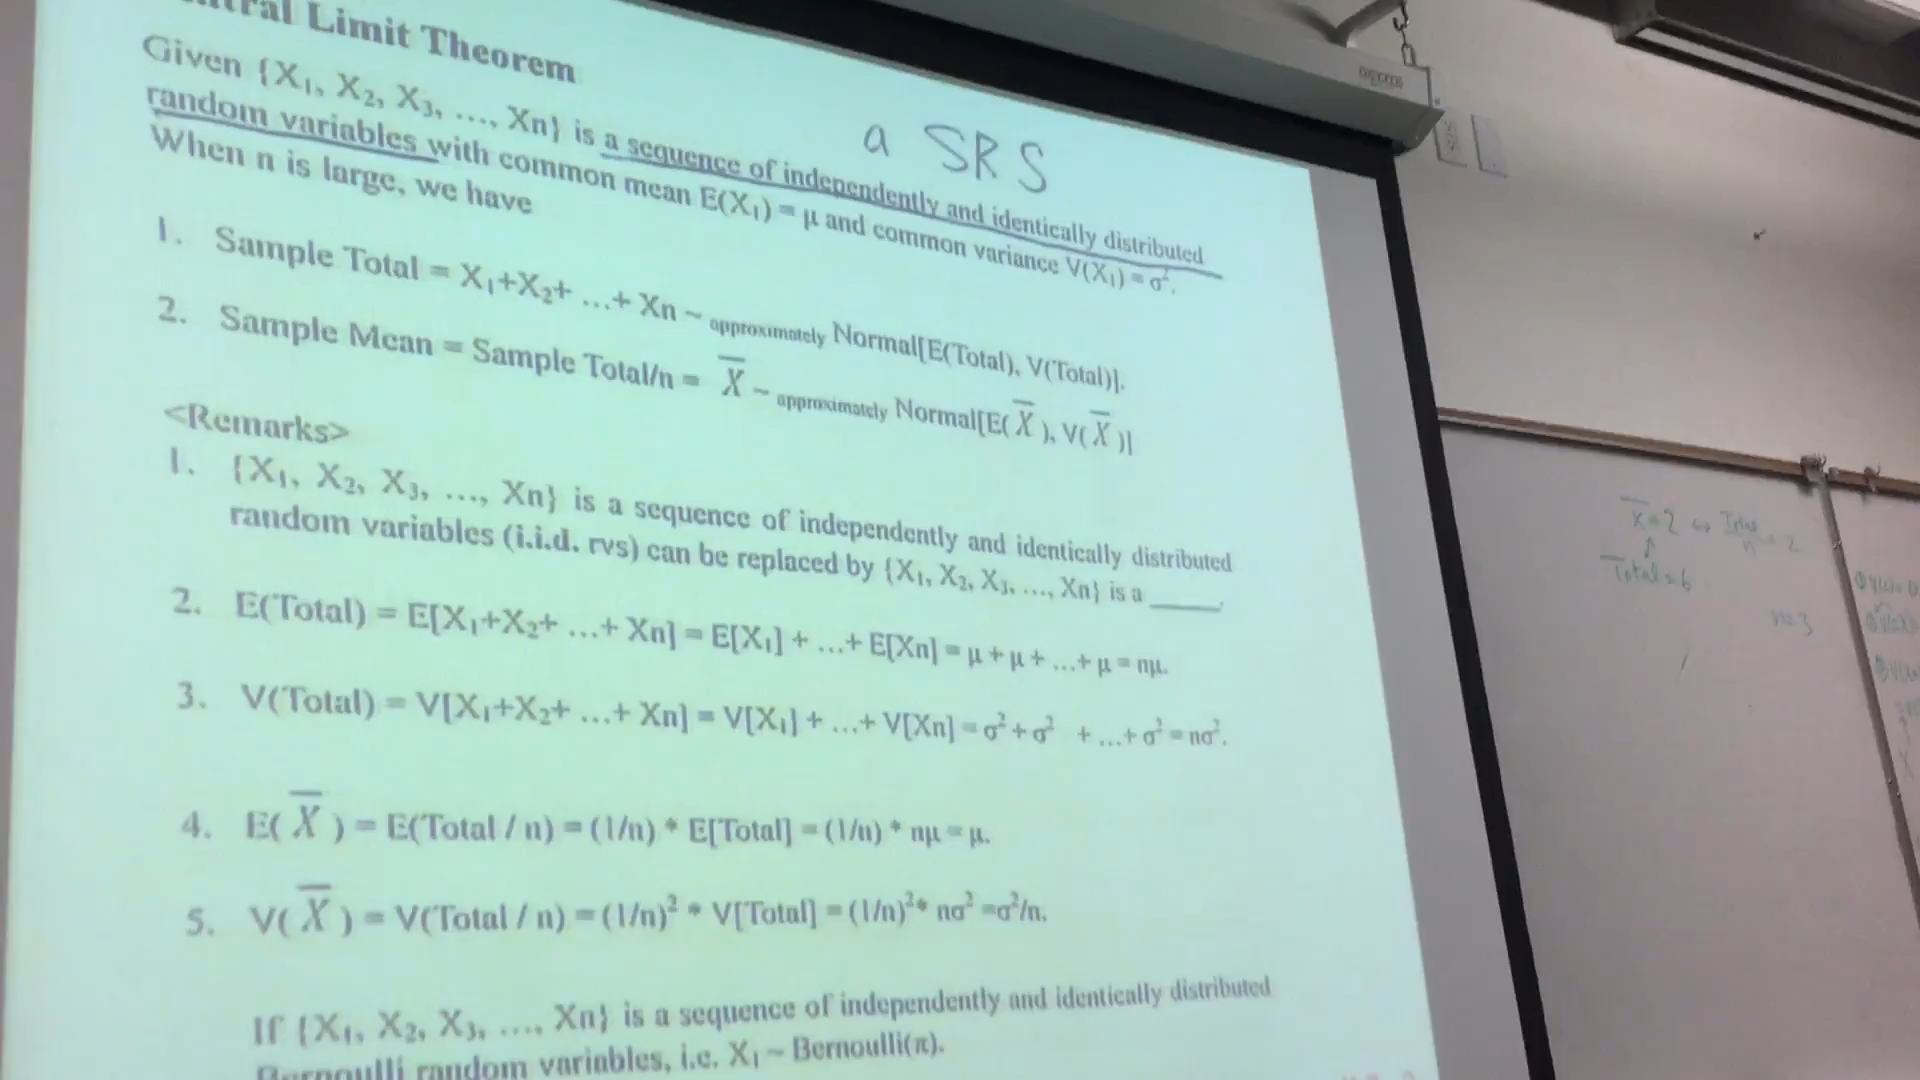 Limit Theorem
a SRS
Given {X₁, X₂, X₃, ..., Xn} is a sequence of independently and identically distributed
random variables with common mean E(X₁) = μ and common variance V(X₁) = σ².
When n is large, we have
1. Sample Total = X₁+X₂+ ...+ Xn ~ approximately Normal[E(Total), V(Total)].
2. Sample Mean = Sample Total/n = X̄ ~ approximately Normal[E( X̄ ), V( X̄ )]
<Remarks>
1. {X₁, X₂, X₃, ..., Xn} is a sequence of independently and identically distributed
random variables (i.i.d. rvs) can be replaced by {X₁, X₂, X₃, ..., Xn} is a ______.
2. E(Total) = E[X₁+X₂+ ...+ Xn] = E[X₁] + ...+ E[Xn] = μ + μ + ...+ μ = nμ.
3. V(Total) = V[X₁+X₂+ ...+ Xn] = V[X₁] + ...+ V[Xn] = σ² + σ² + ...+ σ² = nσ².
4. E( X̄ ) = E(Total / n) = (1/n) * E[Total] = (1/n) * nμ = μ.
5. V( X̄ ) = V(Total / n) = (1/n)² * V[Total] = (1/n)² * nσ² =σ²/n.
If {X₁, X₂, X₃, ..., Xn} is a sequence of independently and identically distributed
Bernoulli random variables, i.e. X₁ ~ Bernoulli(π).
X̄ = 2
Total = 6
n=3